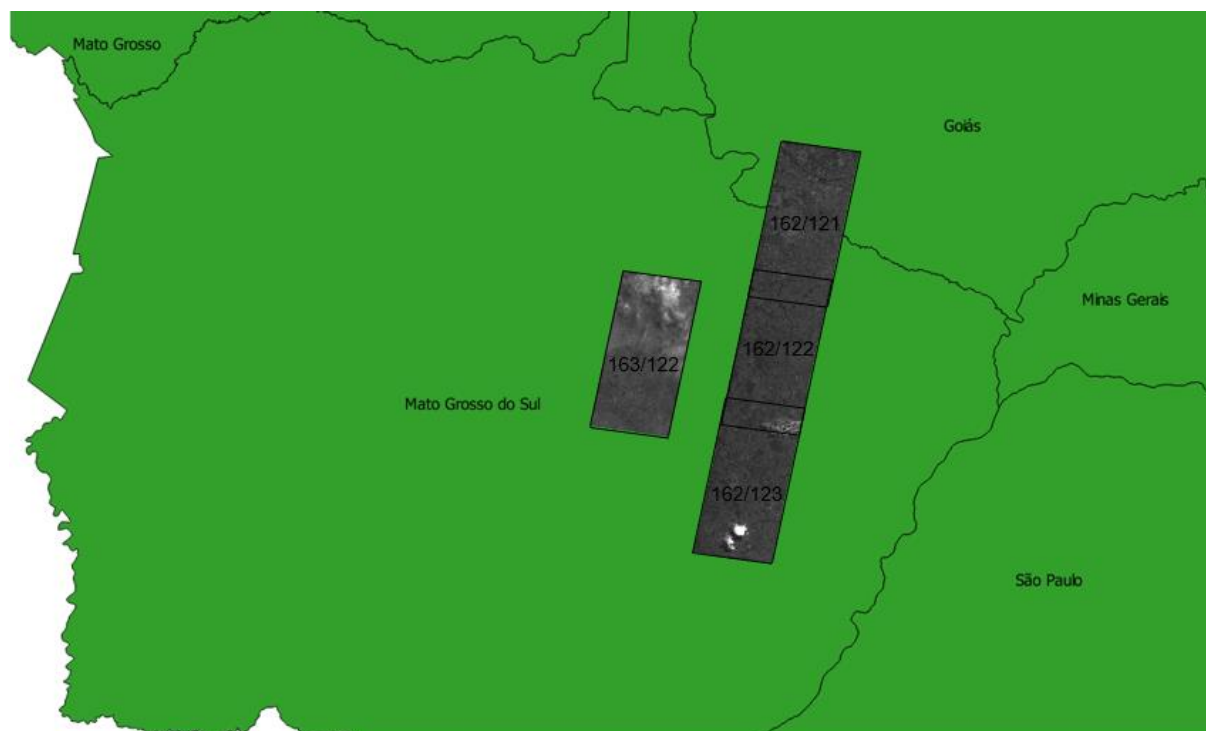 Mato Grosso
Goiás
162/121
Minas Gerais
162/122
163/122
Mato Grosso do Sul
162/123
São Paulo